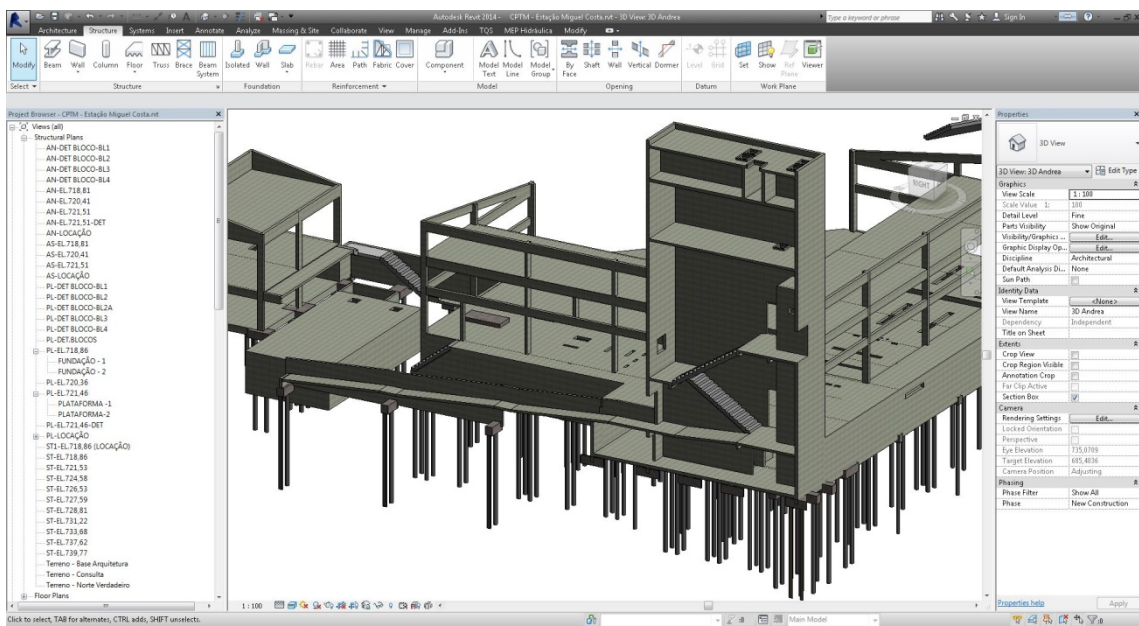 Autodesk Revit 2014 - CPTM - Estação Miguel Costa.rvt - 3D View: 3D Andrea
Type a keyword or phrase
Sign In
Architecture Structure Systems Insert Annotate Analyze Massing & Site Collaborate View Manage Add-Ins TQS MEP Hidráulica Modify
Modify Beam Wall Column Floor Truss Brace Beam System Isolated Wall Slab Rebar Area Path Fabric Cover Component Model Text Model Line Model Group By Face Shaft Wall Vertical Dormer Level Grid Set Show Ref Plane Viewer
Select Structure Foundation Reinforcement Model Opening Datum Work Plane
Project Browser - CPTM - Estação Miguel Costa.rvt
Views (all)
Structural Plans
AN-DET BLOCO-BL1
AN-DET BLOCO-BL2
AN-DET BLOCO-BL3
AN-DET BLOCO-BL4
AN-EL.718,81
AN-EL.720,41
AN-EL.721,51
AN-EL.721,51-DET
AN-LOCAÇÃO
AS-EL.718,81
AS-EL.720,41
AS-EL.721,51
AS-LOCAÇÃO
PL-DET BLOCO-BL1
PL-DET BLOCO-BL2
PL-DET BLOCO-BL2A
PL-DET BLOCO-BL3
PL-DET BLOCO-BL4
PL-DET.BLOCOS
PL-EL.718,86
FUNDAÇÃO - 1
FUNDAÇÃO - 2
PL-EL.720,36
PL-EL.721,46
PLATAFORMA -1
PLATAFORMA-2
PL-EL.721,46-DET
PL-LOCAÇÃO
ST1-EL.718,86 (LOCAÇÃO)
ST-EL.718,86
ST-EL.721,53
ST-EL.724,58
ST-EL.726,53
ST-EL.727,59
ST-EL.728,81
ST-EL.731,22
ST-EL.733,68
ST-EL.737,62
ST-EL.739,77
Terreno - Base Arquitetura
Terreno - Consulta
Terreno - Norte Verdadeiro
Floor Plans
RIGHT
Properties
3D View
3D View: 3D Andrea Edit Type
Graphics
View Scale 1 : 100
Scale Value 1: 100
Detail Level Fine
Parts Visibility Show Original
Visibility/Graphics ... Edit...
Graphic Display Op... Edit...
Discipline Architectural
Default Analysis Di... None
Sun Path
Identity Data
View Template <None>
View Name 3D Andrea
Dependency Independent
Title on Sheet
Extents
Crop View
Crop Region Visible
Annotation Crop
Far Clip Active
Section Box
Camera
Rendering Settings Edit...
Locked Orientation
Perspective
Eye Elevation 735,0709
Target Elevation 685,4036
Camera Position Adjusting
Phasing
Phase Filter Show All
Phase New Construction
Properties help Apply
1 : 100
Click to select, TAB for alternates, CTRL adds, SHIFT unselects.
:0 Main Model :0